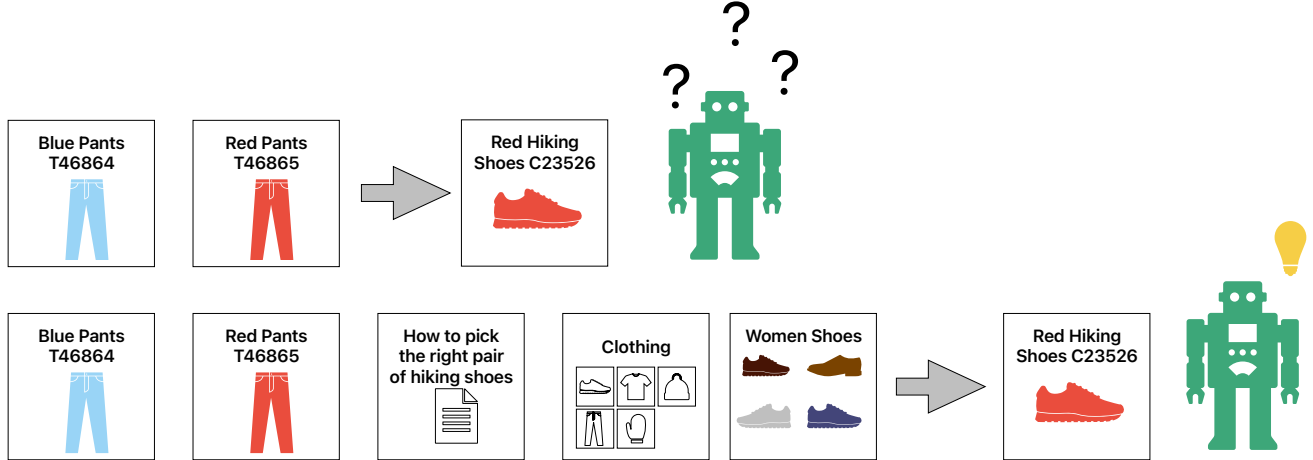 ?
?
?
Blue Pants
T46864
Red Pants
T46865
Red Hiking
Shoes C23526
Blue Pants
T46864
Red Pants
T46865
How to pick
the right pair
of hiking shoes
Clothing
Women Shoes
Red Hiking
Shoes C23526